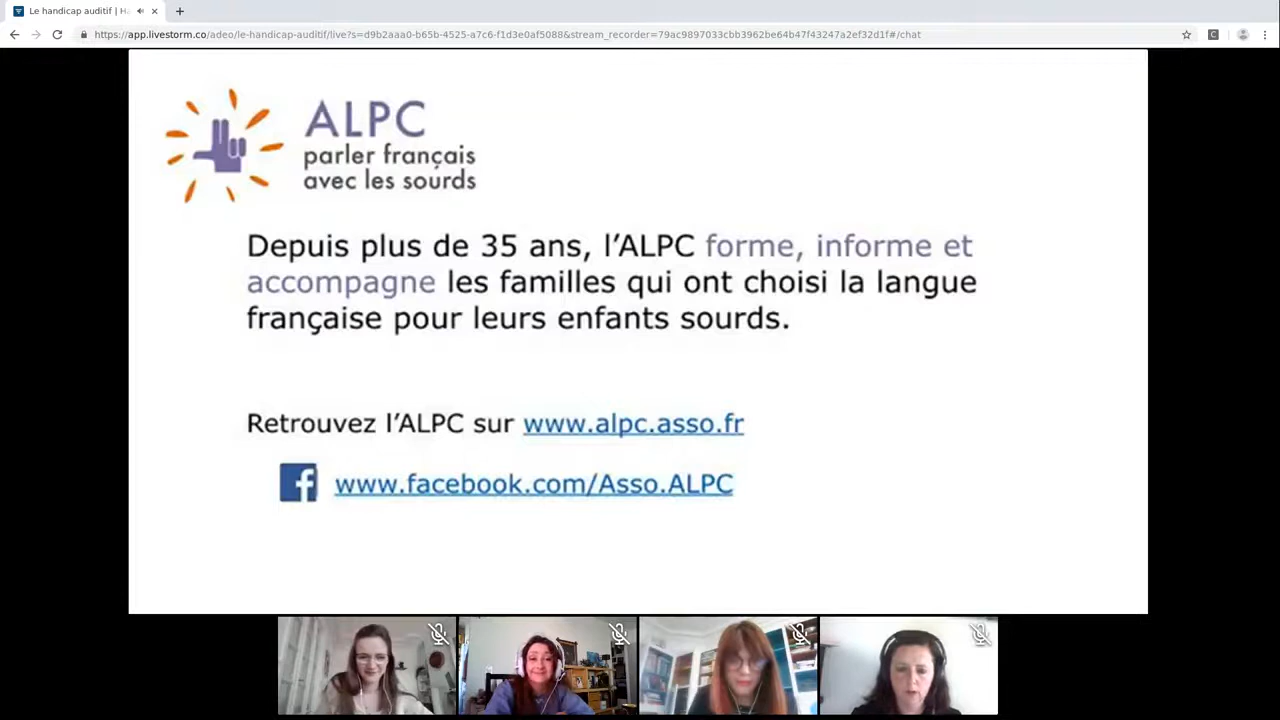 Le handicap auditif | Ha
https://app.livestorm.co/adeo/le-handicap-auditif/live?s=d9b2aaa0-b65b-4525-a7c6-f1d3e0af5088&stream_recorder=79ac9897033cbb3962be64b47f43247a2ef32d1f#/chat
C
ALPC
parler français
avec les sourds
Depuis plus de 35 ans, l’ALPC forme, informe et
accompagne les familles qui ont choisi la langue
française pour leurs enfants sourds.
Retrouvez l’ALPC sur www.alpc.asso.fr
f www.facebook.com/Asso.ALPC